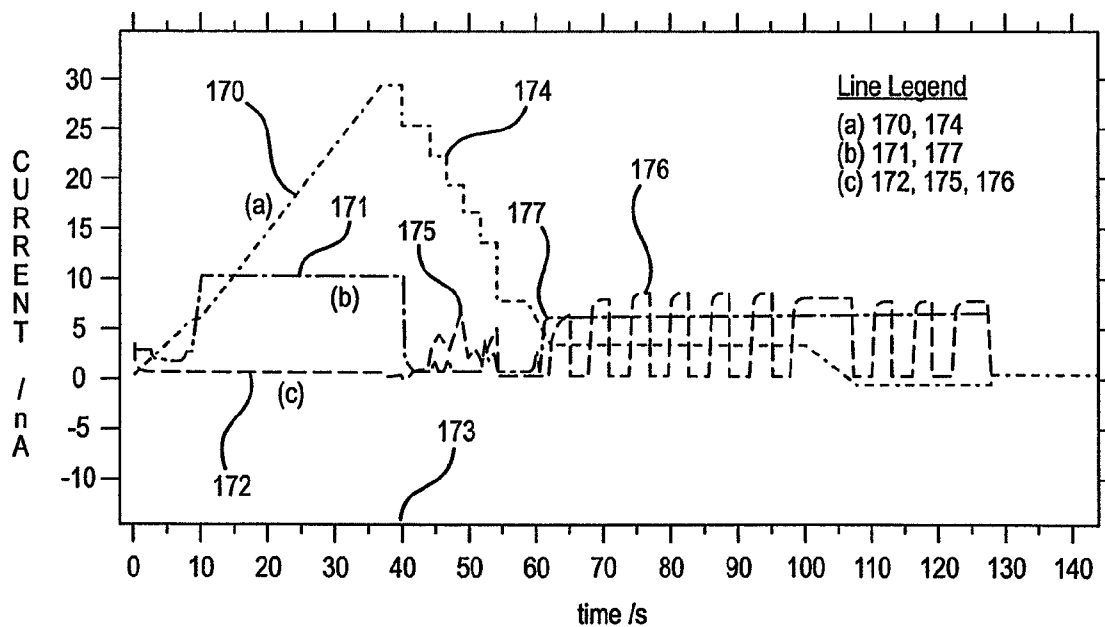 170
174
Line Legend
(a) 170, 174
(b) 171, 177
(c) 172, 175, 176
176
(a)
171
175
177
(b)
(c)
172
173
CURRENT /nA
30
25
20
15
10
5
0
-5
-10
0 10 20 30 40 50 60 70 80 90 100 110 120 130 140
time /s